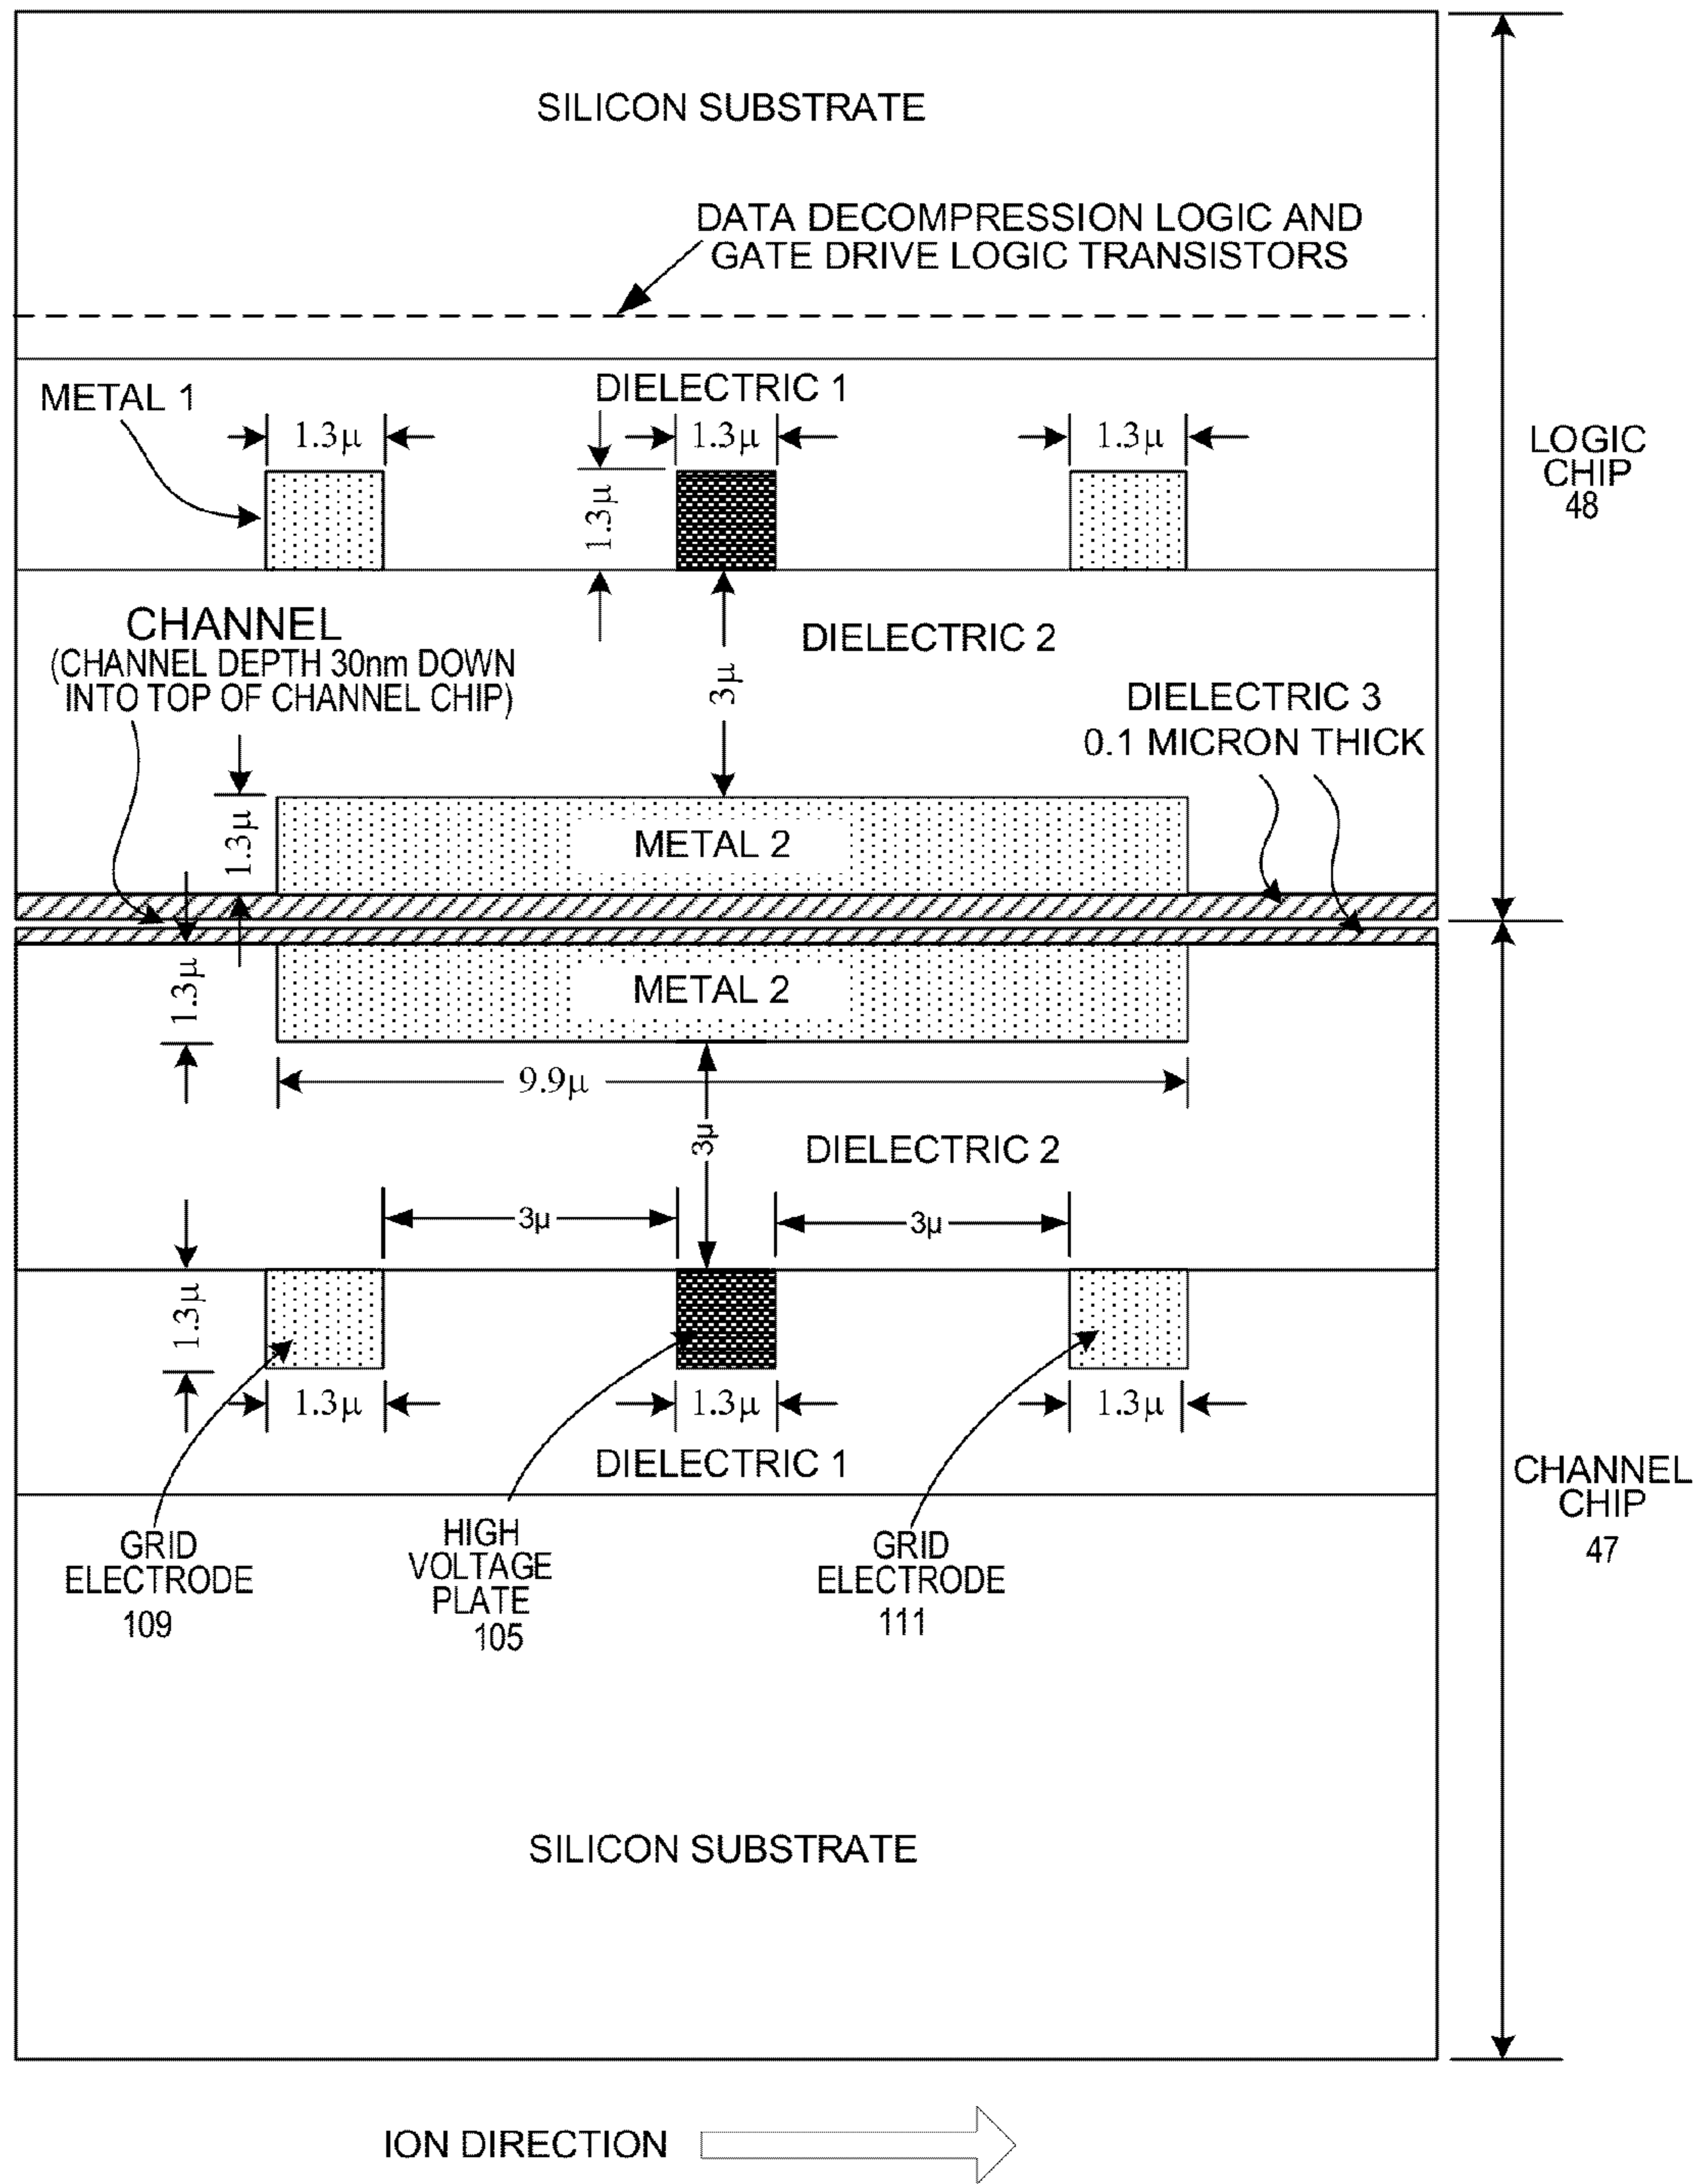 SILICON SUBSTRATE
DATA DECOMPRESSION LOGIC AND
GATE DRIVE LOGIC TRANSISTORS
METAL 1
DIELECTRIC 1
1.3μ
1.3μ
1.3μ
1.3μ
LOGIC
CHIP
48
CHANNEL
(CHANNEL DEPTH 30nm DOWN
INTO TOP OF CHANNEL CHIP)
DIELECTRIC 2
3μ
DIELECTRIC 3
0.1 MICRON THICK
1.3μ
METAL 2
1.3μ
METAL 2
9.9μ
3μ
DIELECTRIC 2
3μ
3μ
1.3μ
1.3μ
1.3μ
1.3μ
DIELECTRIC 1
CHANNEL
CHIP
47
GRID
ELECTRODE
109
HIGH
VOLTAGE
PLATE
105
GRID
ELECTRODE
111
SILICON SUBSTRATE
ION DIRECTION